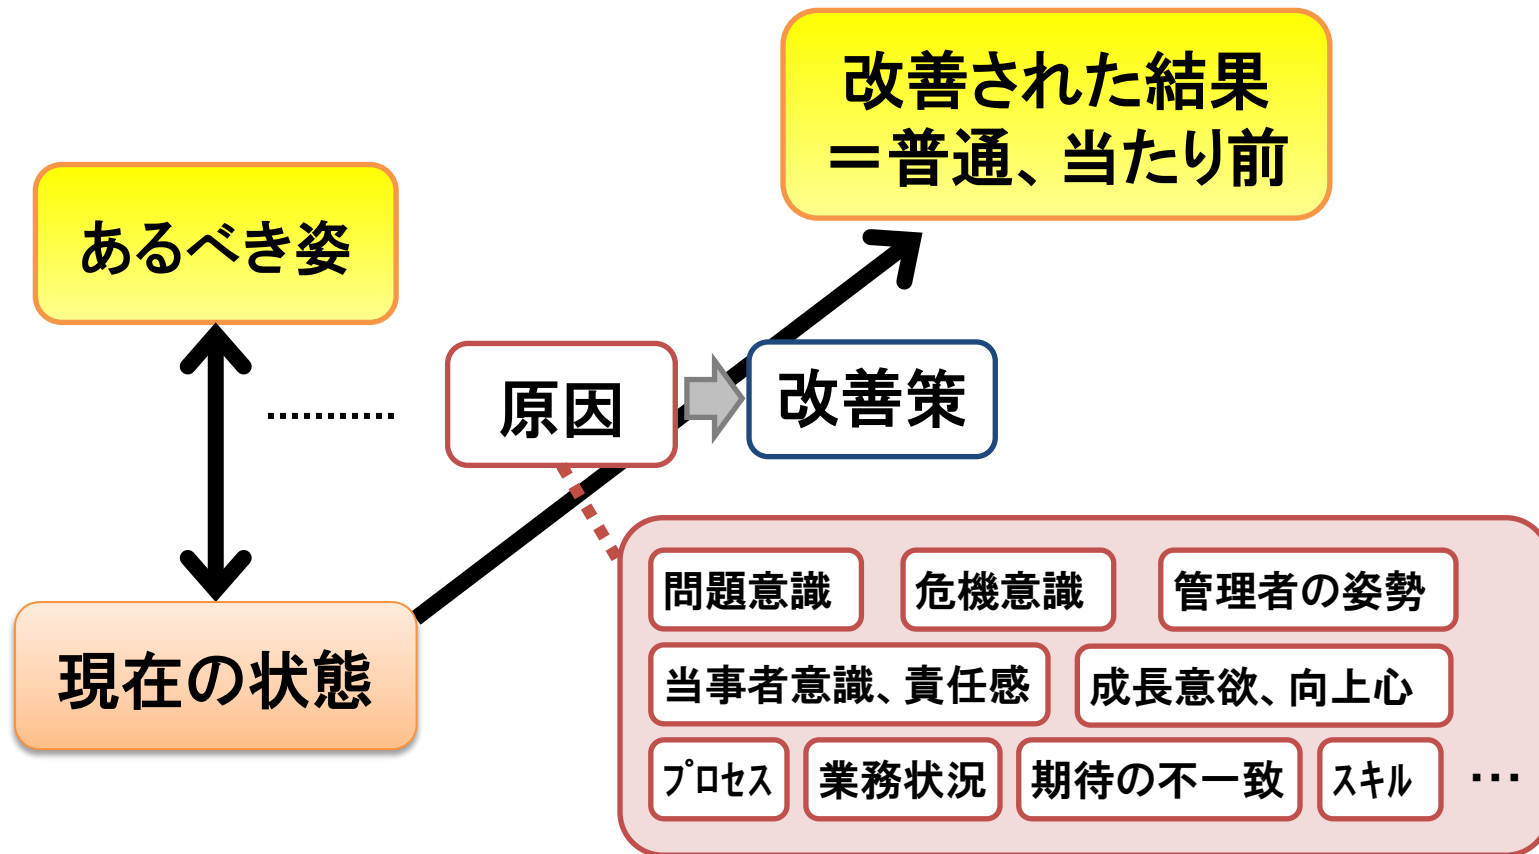 改善された結果
＝普通、当たり前
あるべき姿
原因
改善策
現在の状態
問題意識
危機意識
管理者の姿勢
当事者意識、責任感
成長意欲、向上心
プロセス
業務状況
期待の不一致
スキル
…